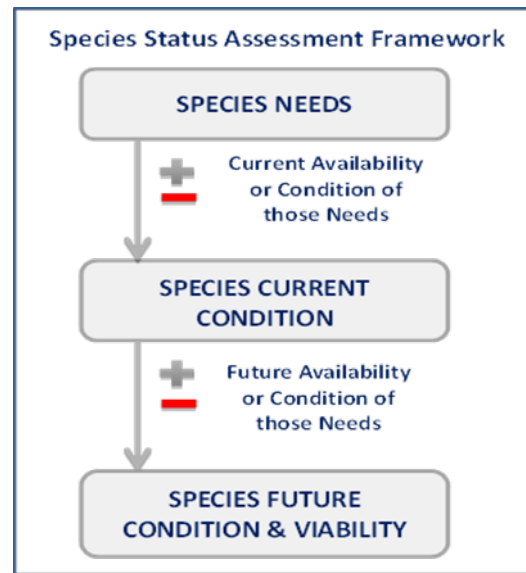 Species Status Assessment Framework
SPECIES NEEDS
Current Availability
or Condition of
those Needs
SPECIES CURRENT
CONDITION
Future Availability
or Condition of
those Needs
SPECIES FUTURE
CONDITION & VIABILITY